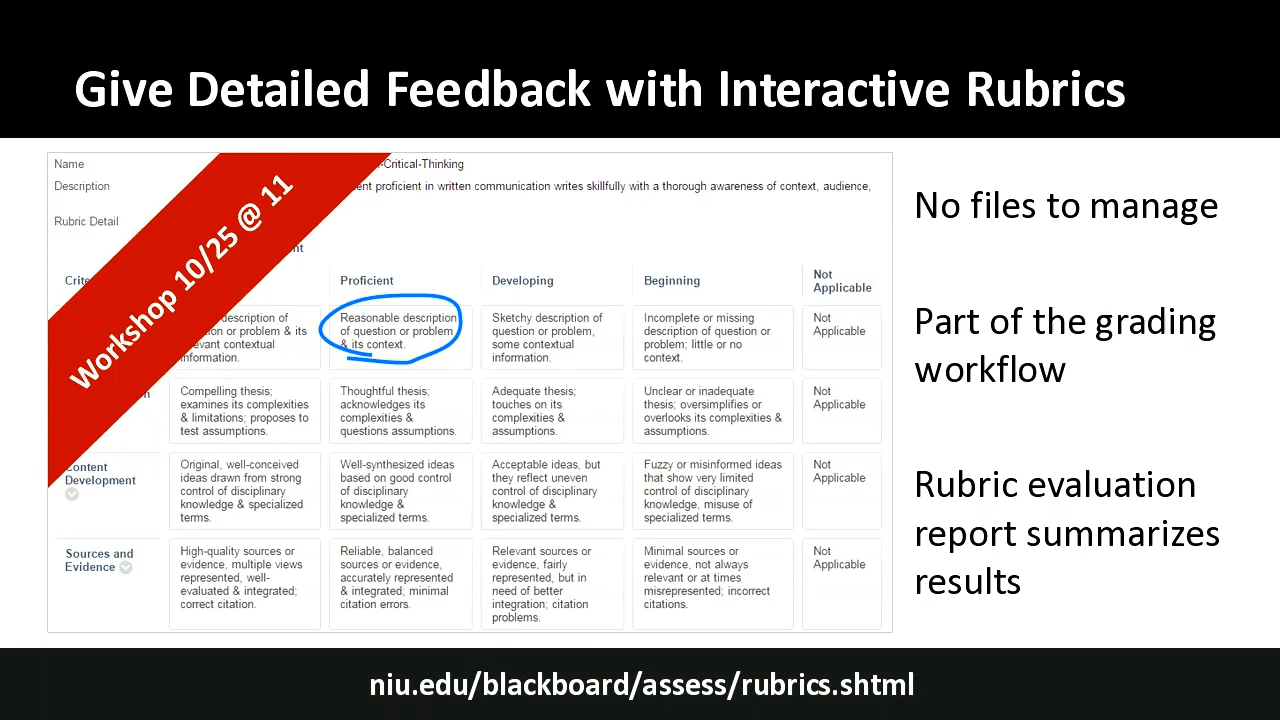 Give Detailed Feedback with Interactive Rubrics
Workshop 10/25 @ 11
Name
-Critical-Thinking
Description
proficient in written communication writes skillfully with a thorough awareness of context, audience,
Rubric Detail
Proficient
Developing
Beginning
Not
Applicable
description of
or problem & its
contextual
information.
Reasonable description
of question or problem
& its context.
Sketchy description of
question or problem,
some contextual
information.
Incomplete or missing
description of question or
problem; little or no
context.
Not
Applicable
Compelling thesis;
examines its complexities
& limitations; proposes to
test assumptions.
Thoughtful thesis;
acknowledges its
complexities &
questions assumptions.
Adequate thesis;
touches on its
complexities &
assumptions.
Unclear or inadequate
thesis; oversimplifies or
overlooks its complexities &
assumptions.
Not
Applicable
Content
Development
Original, well-conceived
ideas drawn from strong
control of disciplinary
knowledge & specialized
terms.
Well-synthesized ideas
based on good control
of disciplinary
knowledge &
specialized terms.
Acceptable ideas, but
they reflect uneven
control of disciplinary
knowledge &
specialized terms.
Fuzzy or misinformed ideas
that show very limited
control of disciplinary
knowledge, misuse of
specialized terms.
Not
Applicable
Sources and
Evidence
High-quality sources or
evidence, multiple views
represented, well-
evaluated & integrated;
correct citation.
Reliable, balanced
sources or evidence,
accurately represented
& integrated; minimal
citation errors.
Relevant sources or
evidence, fairly
represented, but in
need of better
integration; citation
problems.
Minimal sources or
evidence, not always
relevant or at times
misrepresented; incorrect
citations.
Not
Applicable
No files to manage
Part of the grading
workflow
Rubric evaluation
report summarizes
results
niu.edu/blackboard/assess/rubrics.shtml